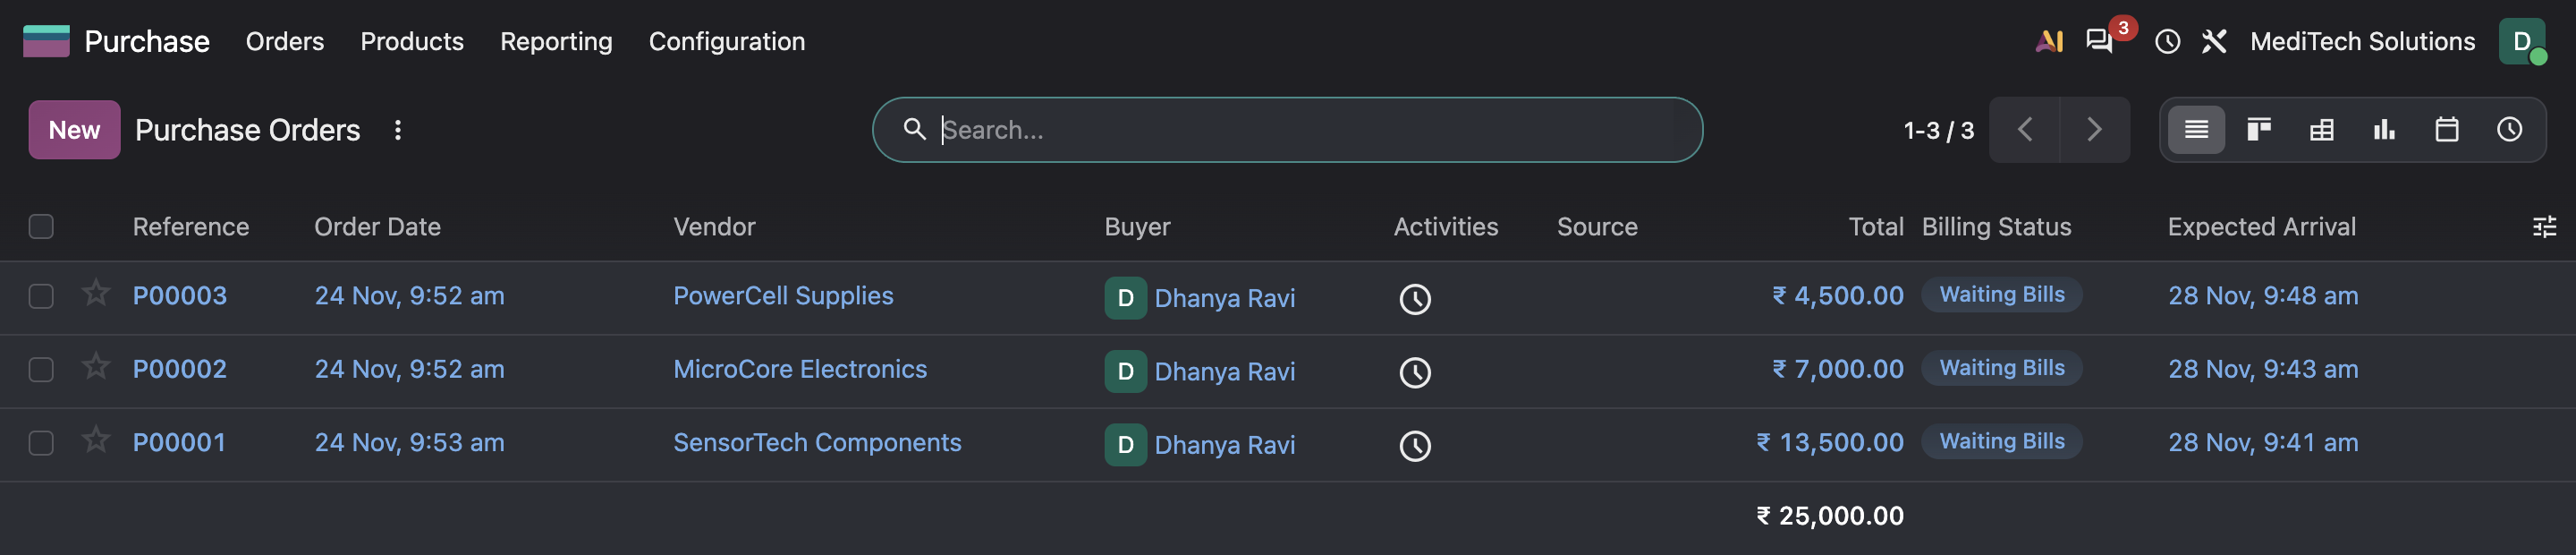 Purchase Orders Products Reporting Configuration AI 3 MediTech Solutions D
New Purchase Orders Search... 1-3 / 3
Reference Order Date Vendor Buyer Activities Source Total Billing Status Expected Arrival
P00003 24 Nov, 9:52 am PowerCell Supplies D Dhanya Ravi ₹ 4,500.00 Waiting Bills 28 Nov, 9:48 am
P00002 24 Nov, 9:52 am MicroCore Electronics D Dhanya Ravi ₹ 7,000.00 Waiting Bills 28 Nov, 9:43 am
P00001 24 Nov, 9:53 am SensorTech Components D Dhanya Ravi ₹ 13,500.00 Waiting Bills 28 Nov, 9:41 am
₹ 25,000.00